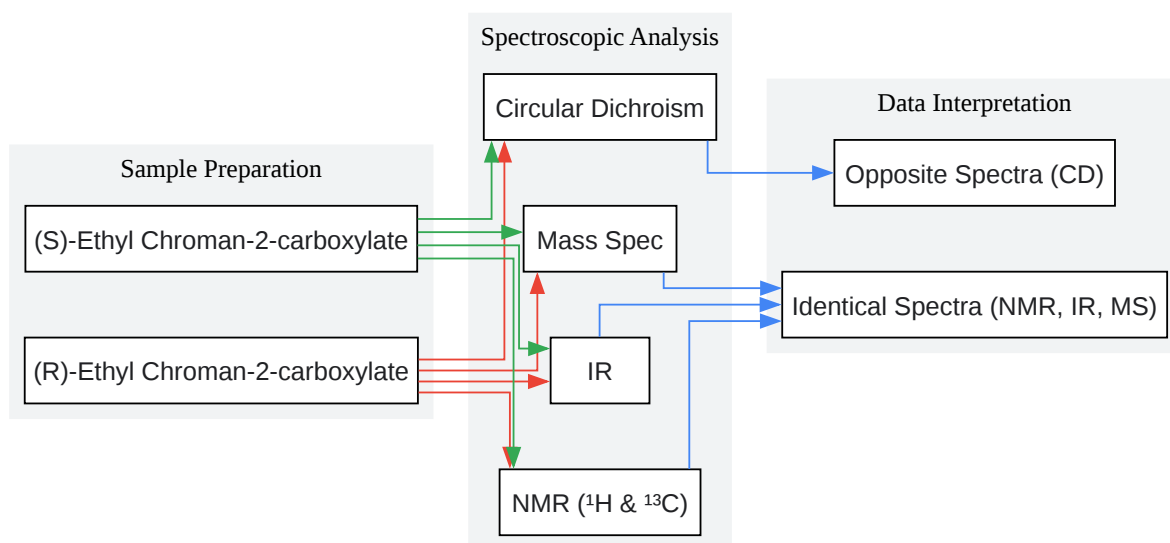 Sample Preparation
(S)-Ethyl Chroman-2-carboxylate
(R)-Ethyl Chroman-2-carboxylate
Spectroscopic Analysis
Circular Dichroism
Mass Spec
IR
NMR (¹H & ¹³C)
Data Interpretation
Opposite Spectra (CD)
Identical Spectra (NMR, IR, MS)